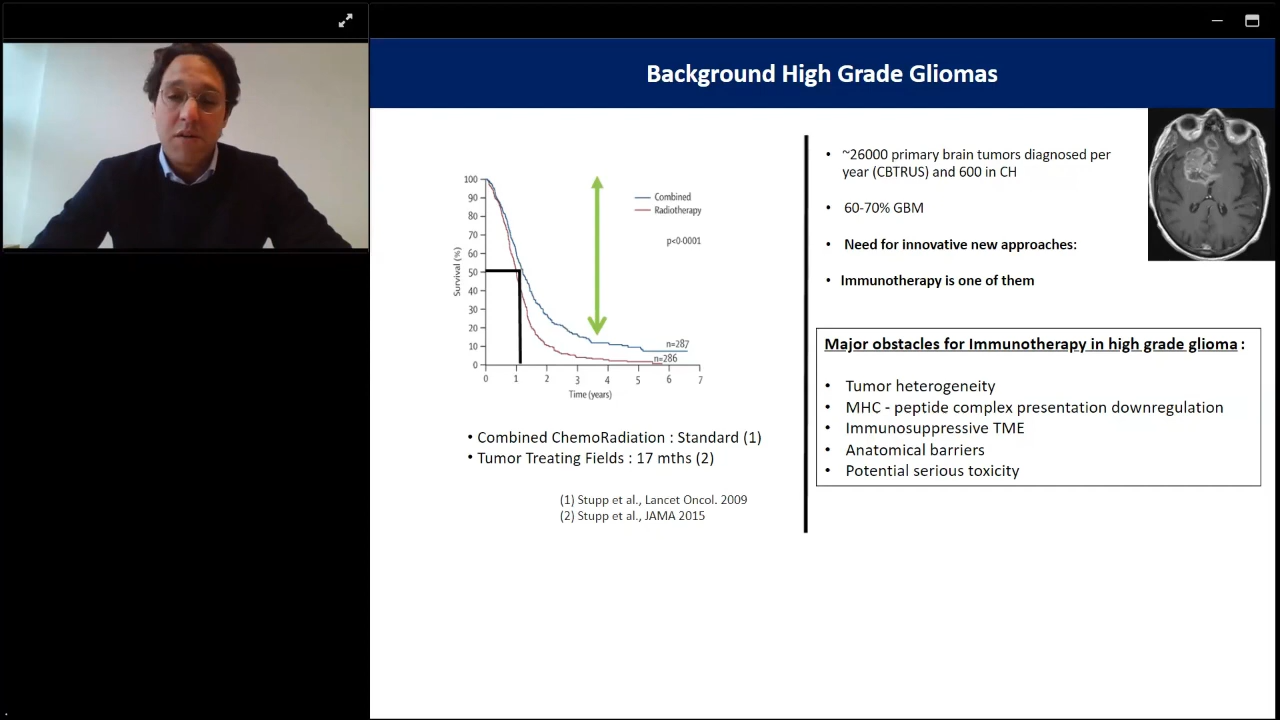 Background High Grade Gliomas
100
90
80
70
60
50
40
30
20
10
0
Survival (%)
0 1 2 3 4 5 6 7
Time (years)
Combined
Radiotherapy
p<0·0001
n=287
n=286
• Combined ChemoRadiation : Standard (1)
• Tumor Treating Fields : 17 mths (2)
(1) Stupp et al., Lancet Oncol. 2009
(2) Stupp et al., JAMA 2015
• ~26000 primary brain tumors diagnosed per
year (CBTRUS) and 600 in CH
• 60-70% GBM
• Need for innovative new approaches:
• Immunotherapy is one of them
Major obstacles for Immunotherapy in high grade glioma :
• Tumor heterogeneity
• MHC - peptide complex presentation downregulation
• Immunosuppressive TME
• Anatomical barriers
• Potential serious toxicity